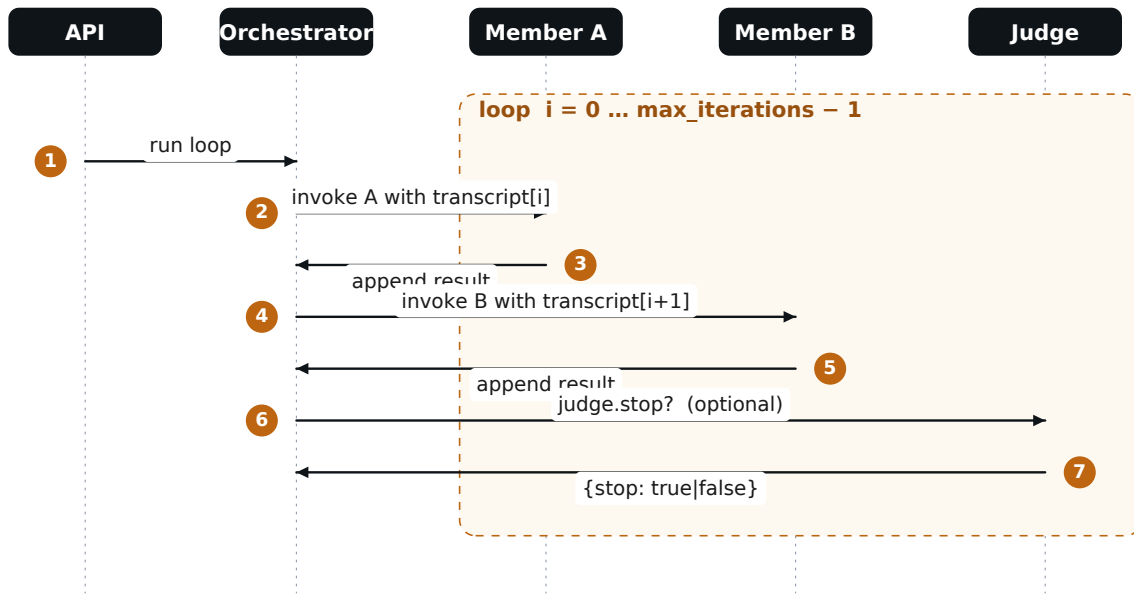 API
Orchestrator
Member A
Member B
Judge
loop i = 0 … max_iterations − 1
1
run loop
2
invoke A with transcript[i]
3
append result
4
invoke B with transcript[i+1]
5
append result
6
judge.stop? (optional)
7
{stop: true|false}